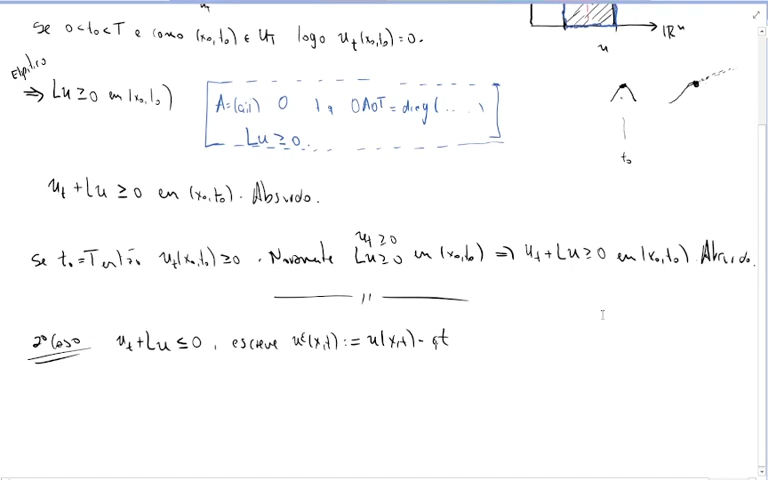 Se 0<t₀<T e como (x₀,t₀) ∈ U_T logo u_t(x₀,t₀)=0.
ℝⁿ
u
Elíptico
⇒ Lu ≥ 0 em (x₀,t₀)
A=(aij) O OAOᵀ = diag(.....)
Lu ≥ 0.
t₀
u_t + Lu ≥ 0 em (x₀,t₀). Absurdo.
u_t ≥ 0
Se t₀=T então u_t(x₀,t₀) ≥ 0. Novamente Lu ≥ 0 em (x₀,t₀) ⇒ u_t + Lu ≥ 0 em (x₀,t₀). Absurdo.
2º Caso u_t + Lu ≤ 0, escreve u^ε(x,t) := u(x,t) - εt